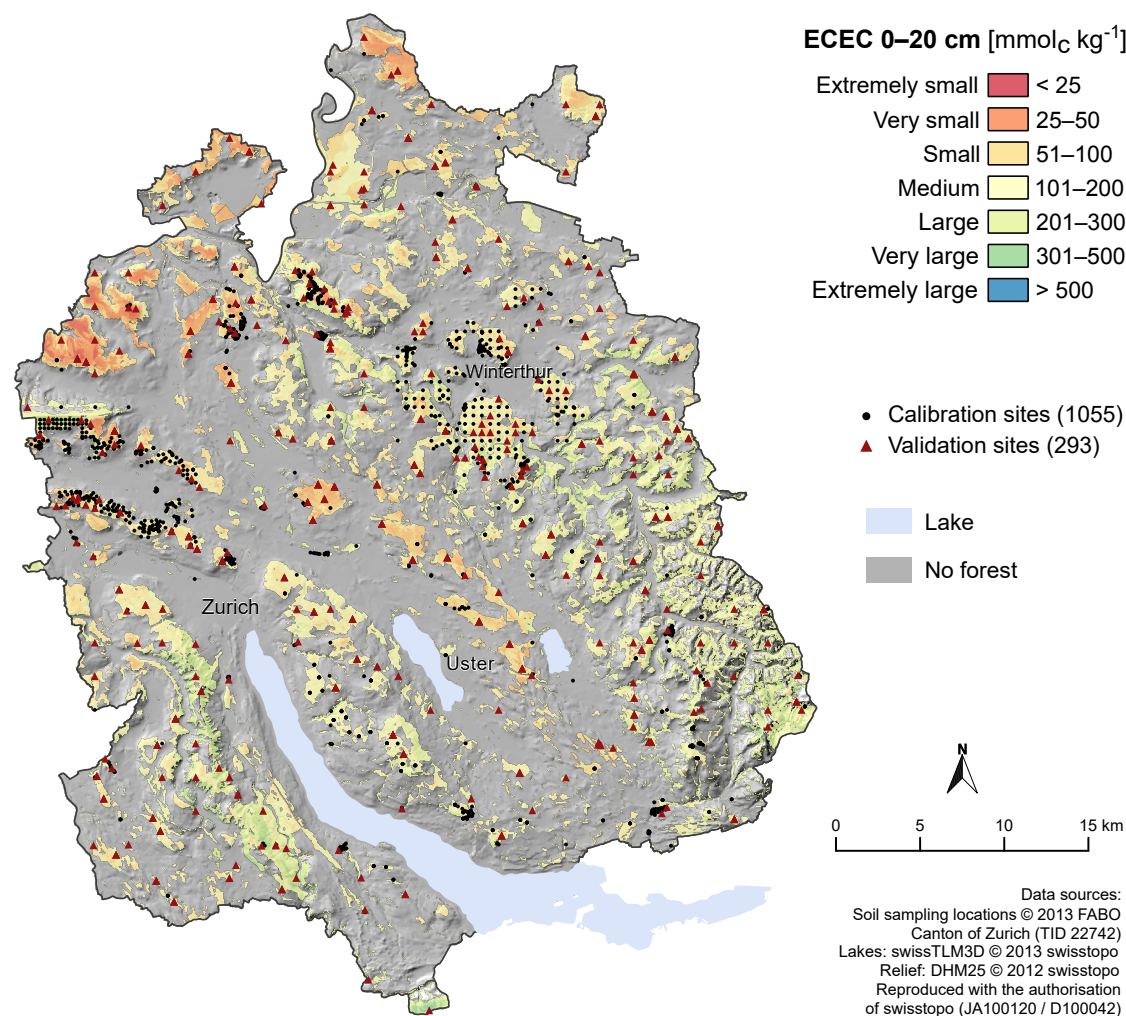 ECEC 0–20 cm [mmolC kg-1]
Extremely small < 25
Very small 25–50
Small 51–100
Medium 101–200
Large 201–300
Very large 301–500
Extremely large > 500
Winterthur
Calibration sites (1055)
Validation sites (293)
Lake
No forest
Zurich
Uster
N
0 5 10 15 km
Data sources:
Soil sampling locations © 2013 FABO
Canton of Zurich (TID 22742)
Lakes: swissTLM3D © 2013 swisstopo
Relief: DHM25 © 2012 swisstopo
Reproduced with the authorisation
of swisstopo (JA100120 / D100042)